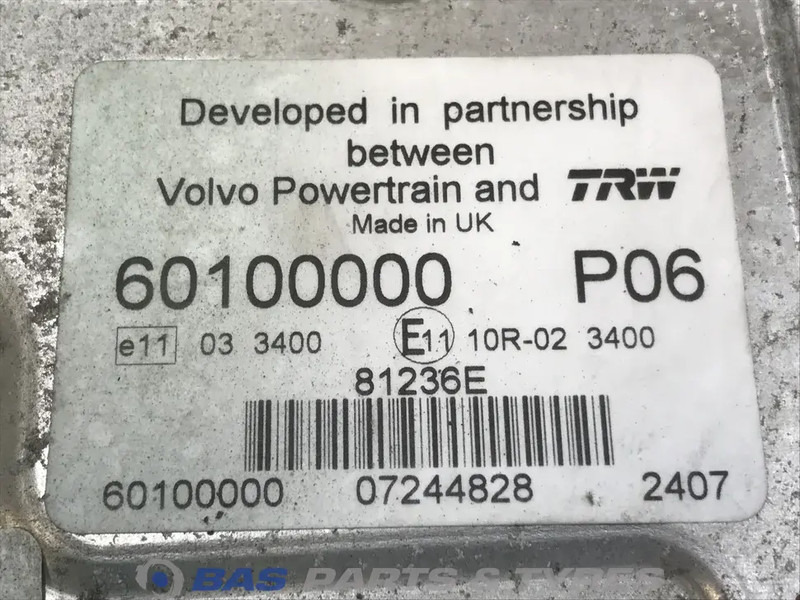 Developed in partnership
between
Volvo Powertrain and TRW
Made in UK
60100000 P06
e11 03 3400 E11 10R-02 3400
81236E
60100000 07244828 2407
BAS PARTS & TYRES